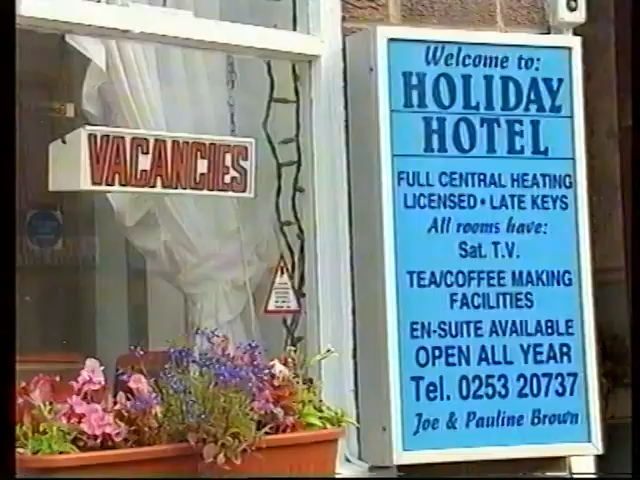 VACANCIES
Welcome to:
HOLIDAY
HOTEL
FULL CENTRAL HEATING
LICENSED • LATE KEYS
All rooms have:
Sat. T.V.
TEA/COFFEE MAKING
FACILITIES
EN-SUITE AVAILABLE
OPEN ALL YEAR
Tel. 0253 20737
Joe & Pauline Brown